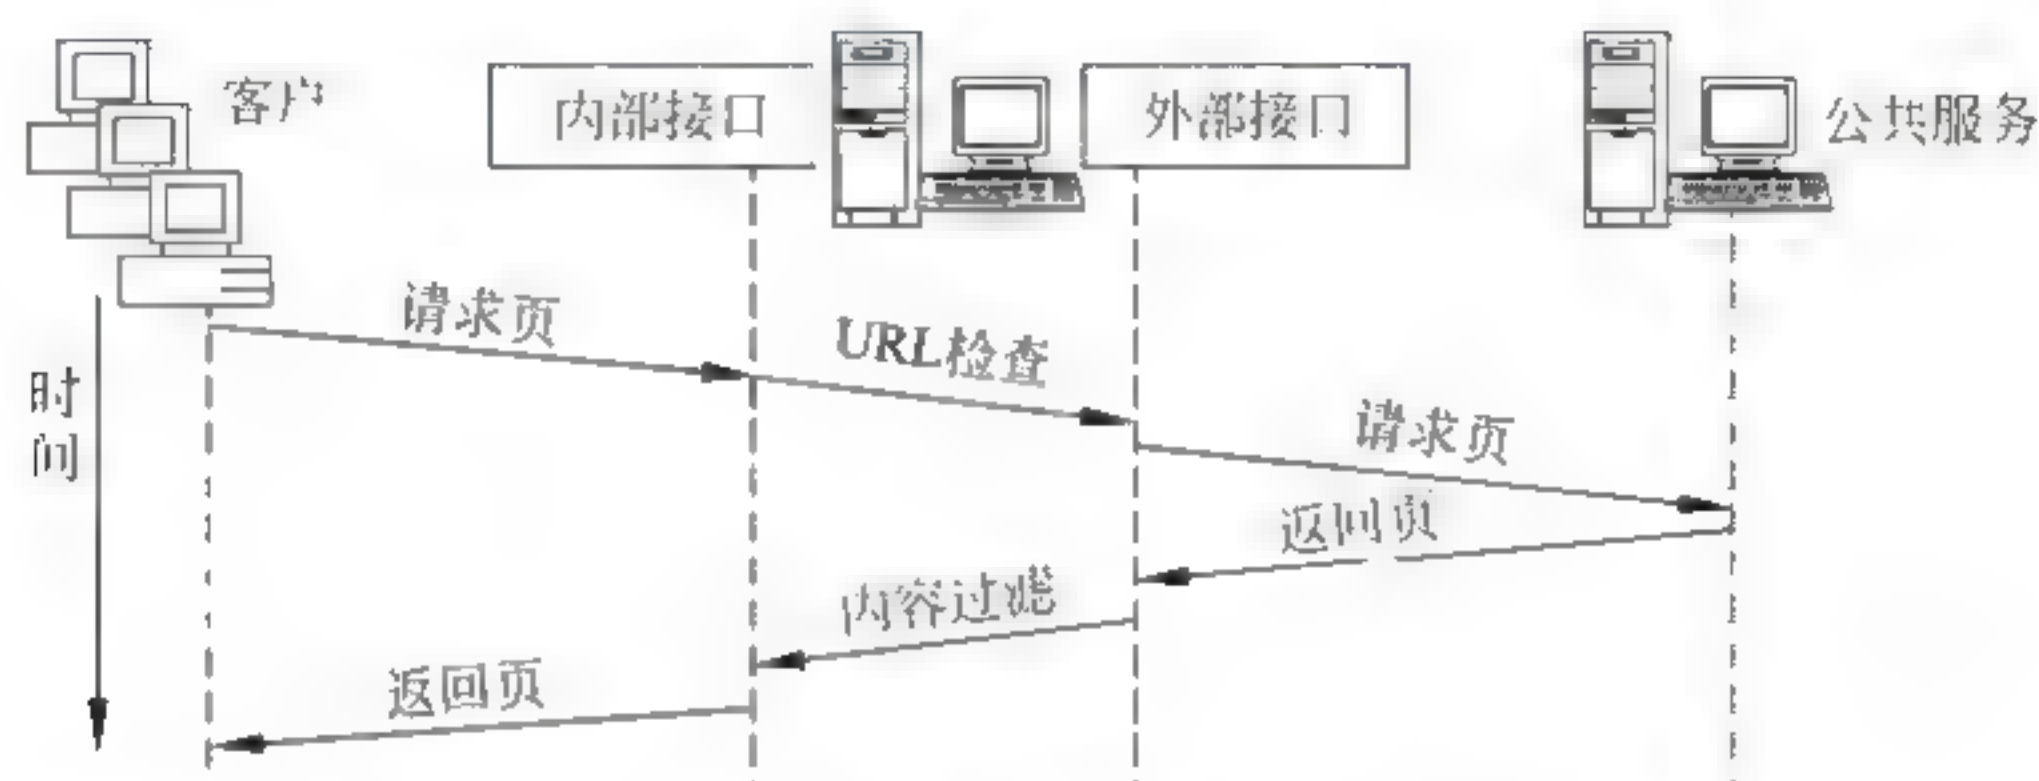 客户
内部接口
外部接口
公共服务
请求页
URL检查
时间
请求页
返回页
内容过滤
返回页